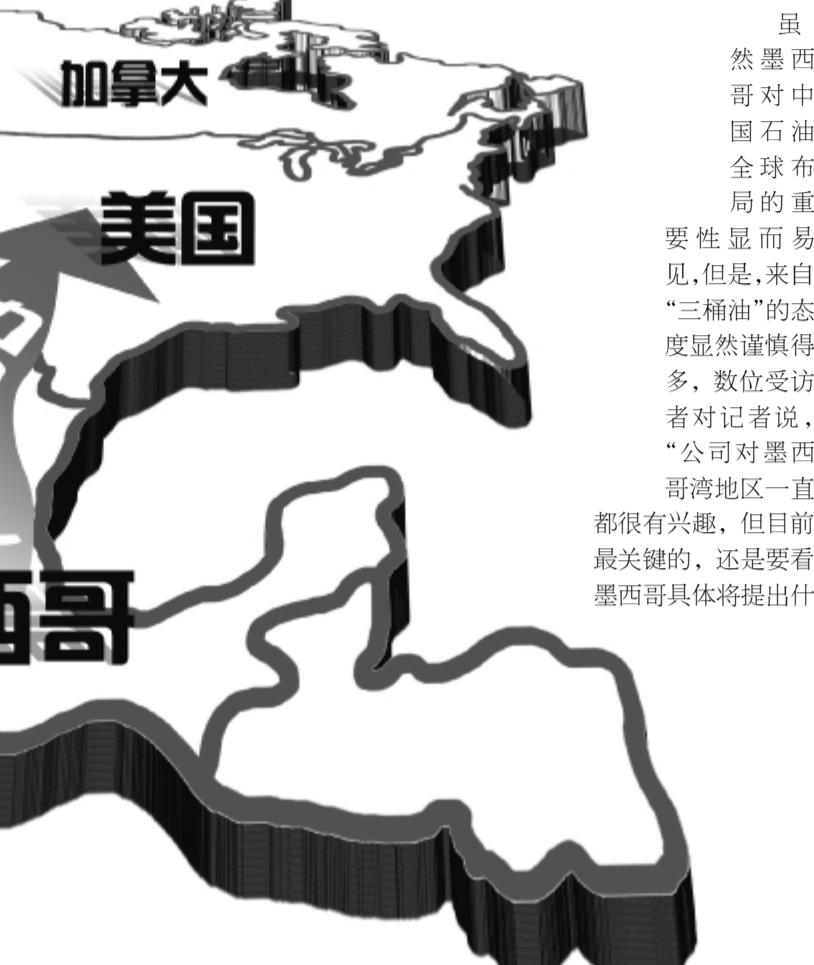 加拿大
美国
西哥
虽
然墨西
哥对中
国石油
全球布
局的重
要性显而易
见,但是,来自
“三桶油”的态
度显然谨慎得
多，数位受访
者对记者说，
“公司对墨西
哥湾地区一直
都很有兴趣，但目前
最关键的，还是要看
墨西哥具体将提出什